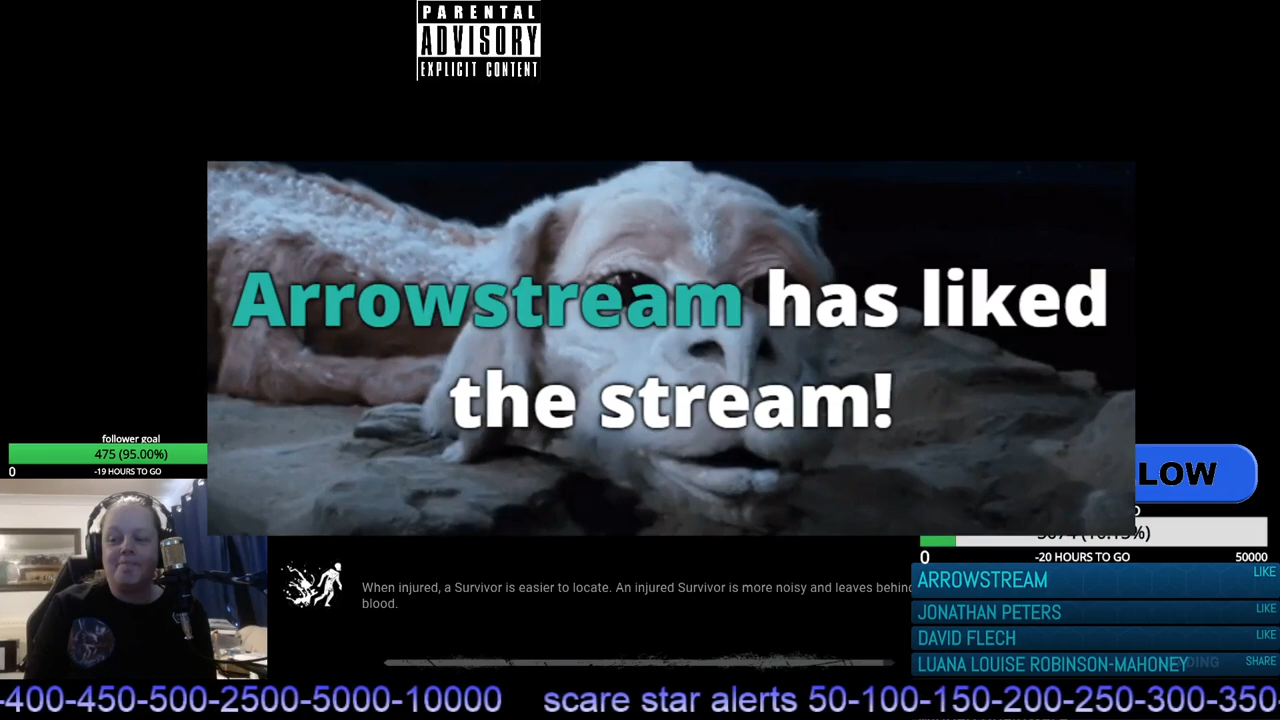 PARENTAL
ADVISORY
EXPLICIT CONTENT
Arrowstream has liked
the stream!
follower goal
475 (95.00%)
0
-19 HOURS TO GO
LOW
0
-20 HOURS TO GO
50000
When injured, a Survivor is easier to locate. An injured Survivor is more noisy and leaves behind
blood.
ARROWSTREAM LIKE
JONATHAN PETERS LIKE
DAVID FLECH LIKE
LUANA LOUISE ROBINSON-MAHONEY SHARE
-400-450-500-2500-5000-10000 scare star alerts 50-100-150-200-250-300-350